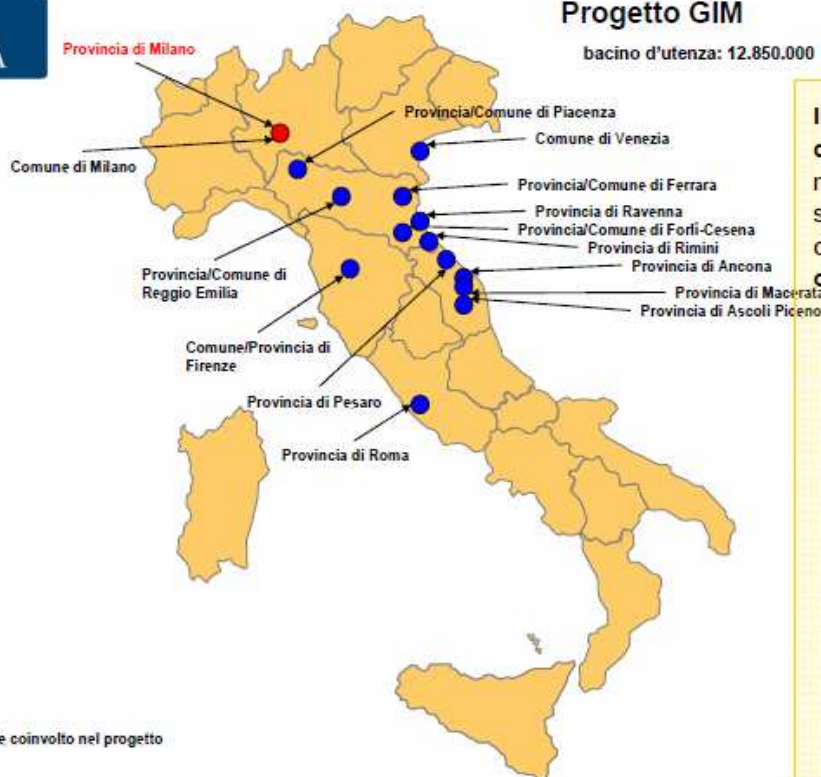 Progetto GIM
bacino d'utenza: 12.850.000
Provincia di Milano
Comune di Milano
Provincia/Comune di Piacenza
Comune di Venezia
Provincia/Comune di Ferrara
Provincia di Ravenna
Provincia/Comune di Forlì-Cesena
Provincia di Rimini
Provincia di Ancona
Provincia di Macerata
Provincia di Ascoli Piceno
Provincia/Comune di
Reggio Emilia
Comune/Provincia di
Firenze
Provincia di Pesaro
Provincia di Roma
e coinvolto nel progetto